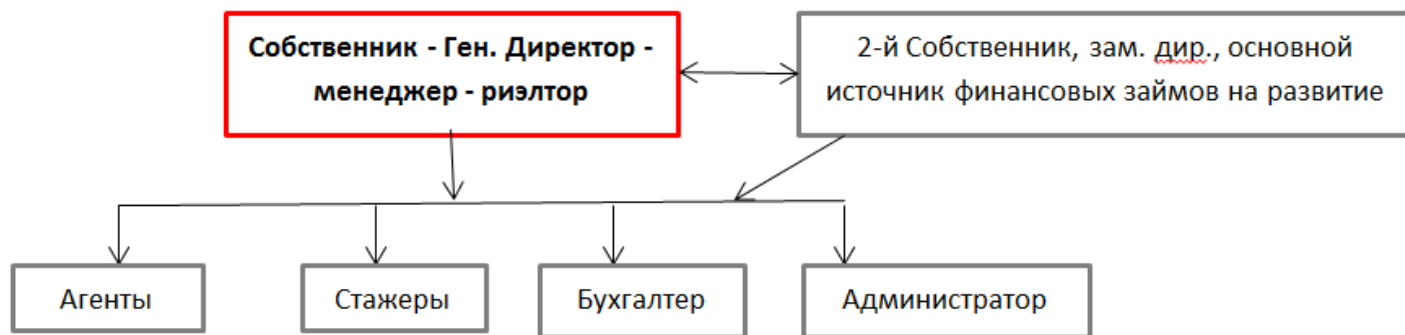 Собственник - Ген. Директор -
менеджер - риэлтор
2-й Собственник, зам. дир., основной
источник финансовых займов на развитие
Агенты
Стажеры
Бухгалтер
Администратор